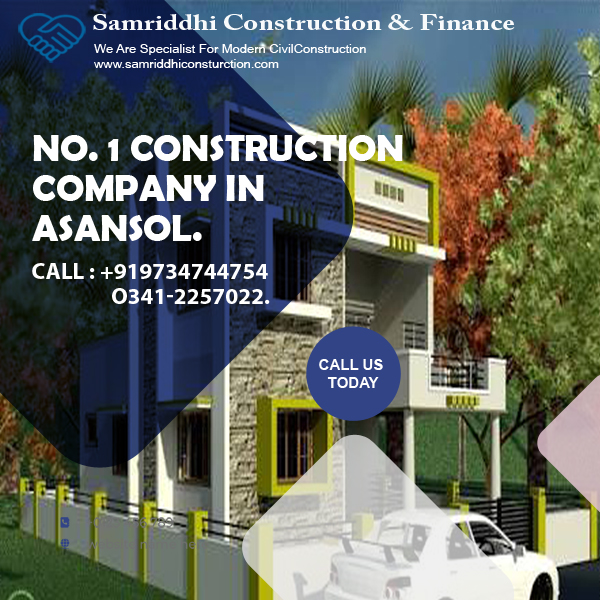 Samriddhi Construction & Finance
We Are Specialist For Modern CivilConstruction
www.samriddhiconsturction.com
NO. 1 CONSTRUCTION
COMPANY IN
ASANSOL.
CALL : +919734744754
O341-2257022.
CALL US
TODAY